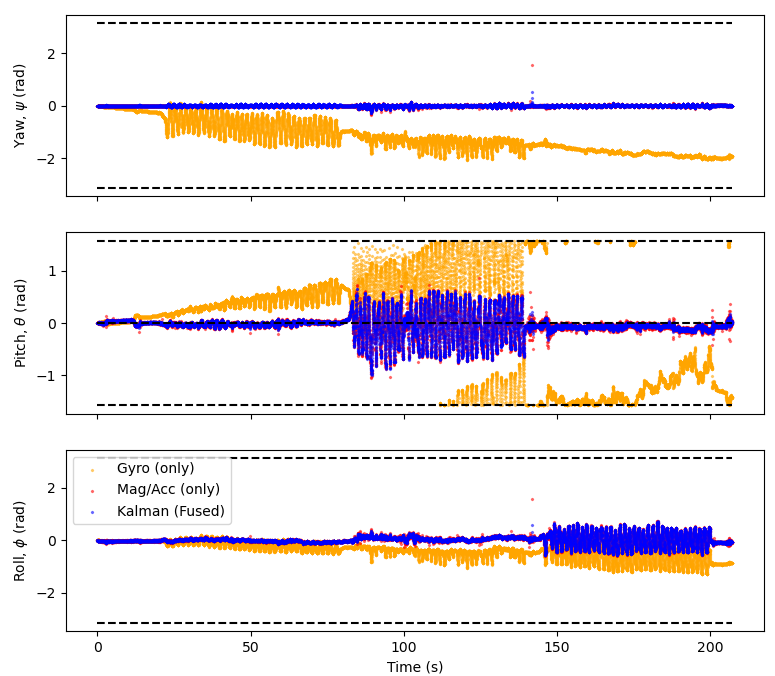 2
0
−2
Yaw, ψ (rad)
1
0
−1
Pitch, θ (rad)
2
0
−2
Roll, ϕ (rad)
Gyro (only)
Mag/Acc (only)
Kalman (Fused)
0 50 100 150 200
Time (s)